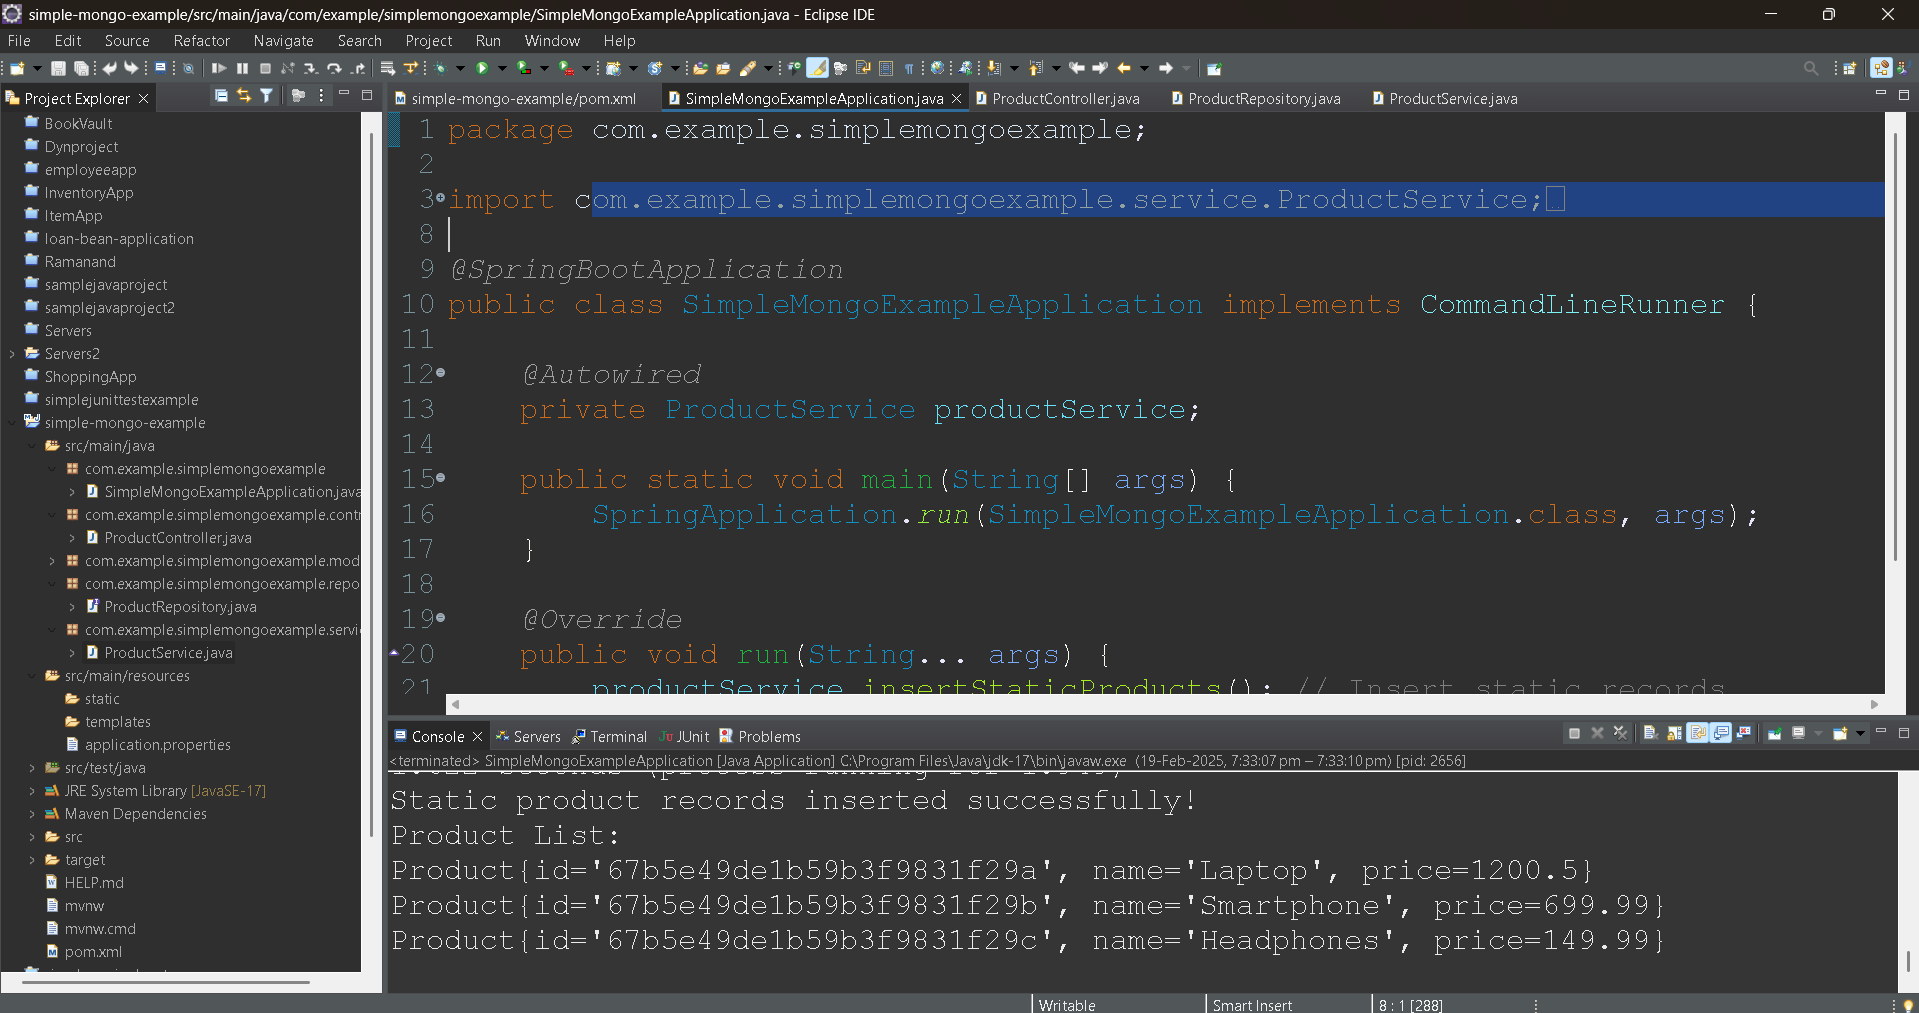 simple-mongo-example/src/main/java/com/example/simplemongoexample/SimpleMongoExampleApplication.java - Eclipse IDE
File Edit Source Refactor Navigate Search Project Run Window Help
Project Explorer
BookVault
Dynproject
employeeapp
InventoryApp
ItemApp
loan-bean-application
Ramanand
samplejavaproject
samplejavaproject2
Servers
Servers2
ShoppingApp
simplejunittestexample
simple-mongo-example
src/main/java
com.example.simplemongoexample
SimpleMongoExampleApplication.java
com.example.simplemongoexample.contr
ProductController.java
com.example.simplemongoexample.mod
com.example.simplemongoexample.repo
ProductRepository.java
com.example.simplemongoexample.servi
ProductService.java
src/main/resources
static
templates
application.properties
src/test/java
JRE System Library [JavaSE-17]
Maven Dependencies
src
target
HELP.md
mvnw
mvnw.cmd
pom.xml
simple-mongo-example/pom.xml SimpleMongoExampleApplication.java ProductController.java ProductRepository.java ProductService.java
1 package com.example.simplemongoexample;
2
3 import com.example.simplemongoexample.service.ProductService;
8
9 @SpringBootApplication
10 public class SimpleMongoExampleApplication implements CommandLineRunner {
11
12 @Autowired
13 private ProductService productService;
14
15 public static void main(String[] args) {
16 SpringApplication.run(SimpleMongoExampleApplication.class, args);
17 }
18
19 @Override
20 public void run(String... args) {
21 productService.insertStaticProducts(); // Insert static records
Console Servers Terminal JUnit Problems
<terminated> SimpleMongoExampleApplication [Java Application] C:\Program Files\Java\jdk-17\bin\javaw.exe (19-Feb-2025, 7:33:07 pm – 7:33:10 pm) [pid: 2656]
Static product records inserted successfully!
Product List:
Product{id='67b5e49de1b59b3f9831f29a', name='Laptop', price=1200.5}
Product{id='67b5e49de1b59b3f9831f29b', name='Smartphone', price=699.99}
Product{id='67b5e49de1b59b3f9831f29c', name='Headphones', price=149.99}
Writable Smart Insert 8 : 1 [288]